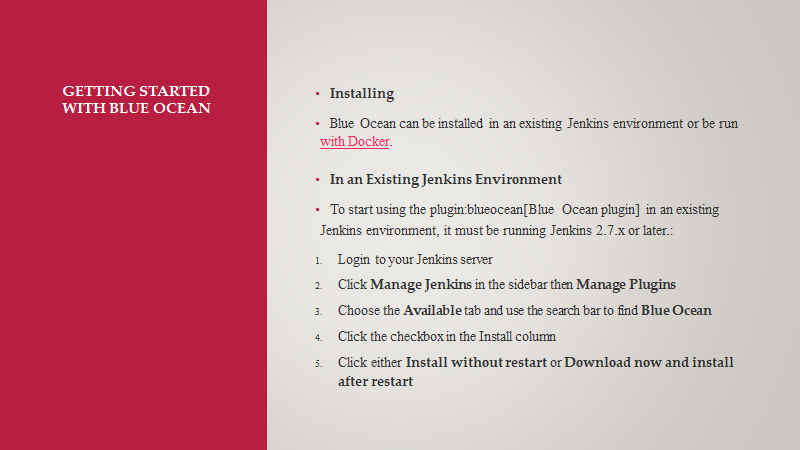 GETTING STARTED
WITH BLUE OCEAN
• Installing
• Blue Ocean can be installed in an existing Jenkins environment or be run
with Docker.
• In an Existing Jenkins Environment
• To start using the plugin:blueocean[Blue Ocean plugin] in an existing
Jenkins environment, it must be running Jenkins 2.7.x or later.:
1. Login to your Jenkins server
2. Click Manage Jenkins in the sidebar then Manage Plugins
3. Choose the Available tab and use the search bar to find Blue Ocean
4. Click the checkbox in the Install column
5. Click either Install without restart or Download now and install
after restart